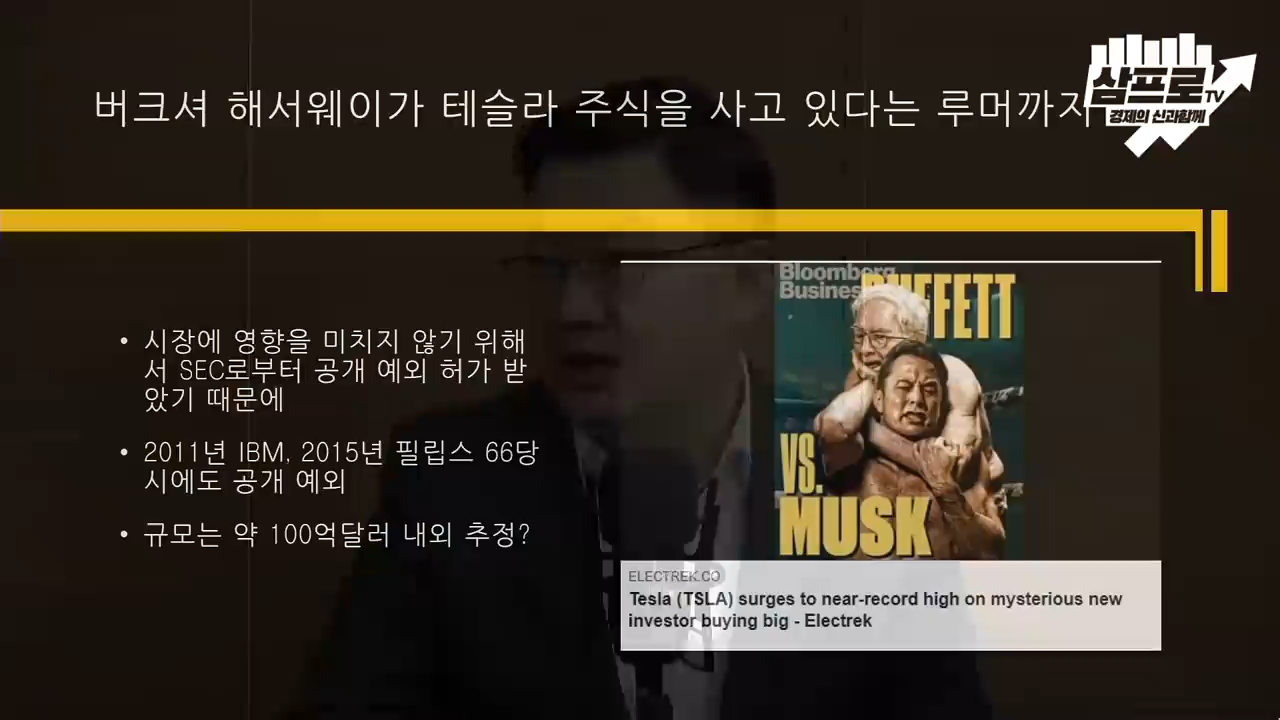 삼프로TV
경제의 신과함께
버크셔 해서웨이가 테슬라 주식을 사고 있다는 루머까지
• 시장에 영향을 미치지 않기 위해
서 SEC로부터 공개 예외 허가 받
았기 때문에
• 2011년 IBM, 2015년 필립스 66당
시에도 공개 예외
• 규모는 약 100억달러 내외 추정?
Bloomberg
Business
BUFFETT
VS.
MUSK
ELECTREK.CO
Tesla (TSLA) surges to near-record high on mysterious new
investor buying big - Electrek